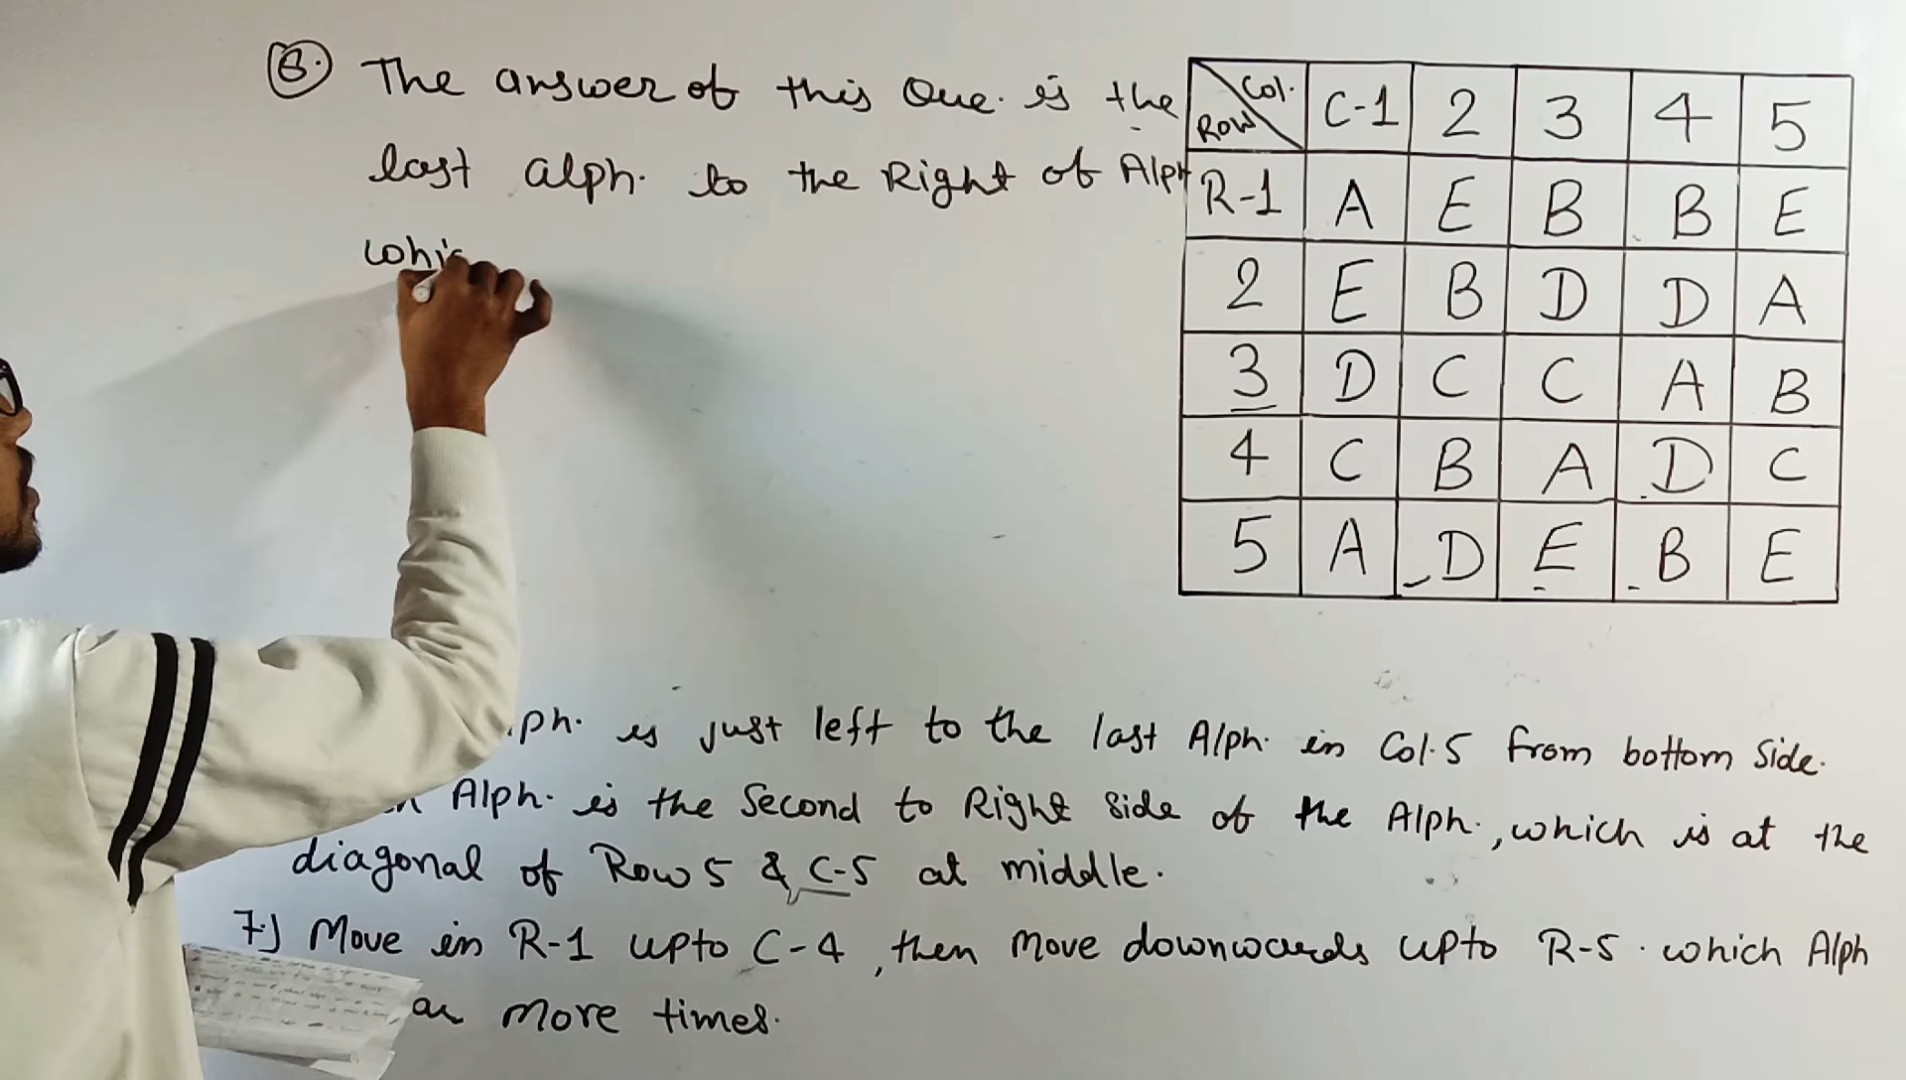 8. The answer of this Que. is the
last alph. to the Right of Alph
whi
Col. Row C-1 2 3 4 5
R-1 A E B B E
2 E B D D A
3 D C C A B
4 C B A D C
5 A D E B E
ph. is just left to the last Alph. in Col.5 from bottom side.
Alph. is the Second to Right side of the Alph., which is at the
diagonal of Row 5 & C-5 at middle.
7.) Move in R-1 upto C-4, then move downwards upto R-5. which Alph
more times.